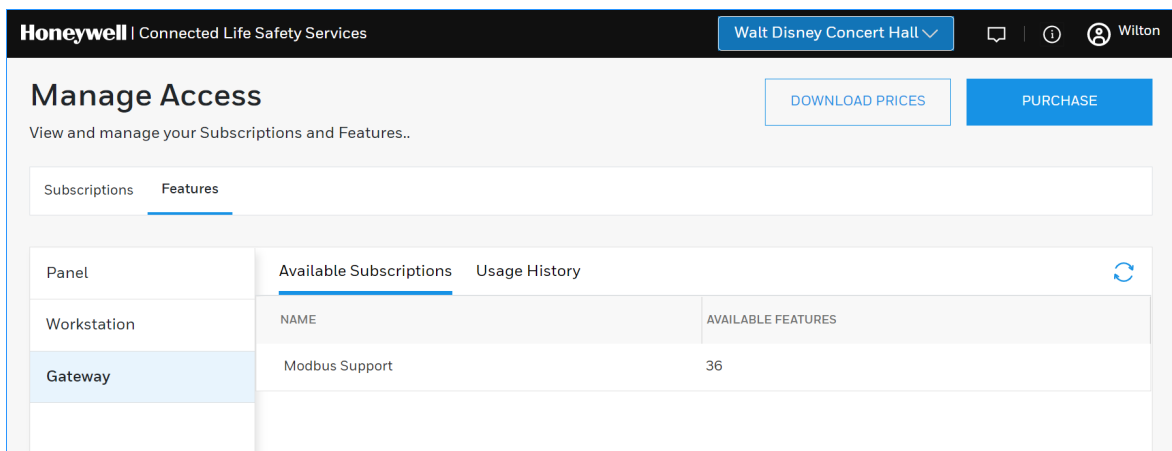 Honeywell | Connected Life Safety Services
Walt Disney Concert Hall
Wilton
Manage Access
DOWNLOAD PRICES
PURCHASE
View and manage your Subscriptions and Features..
Subscriptions
Features
Panel
Workstation
Gateway
Available Subscriptions
Usage History
NAME
AVAILABLE FEATURES
Modbus Support
36